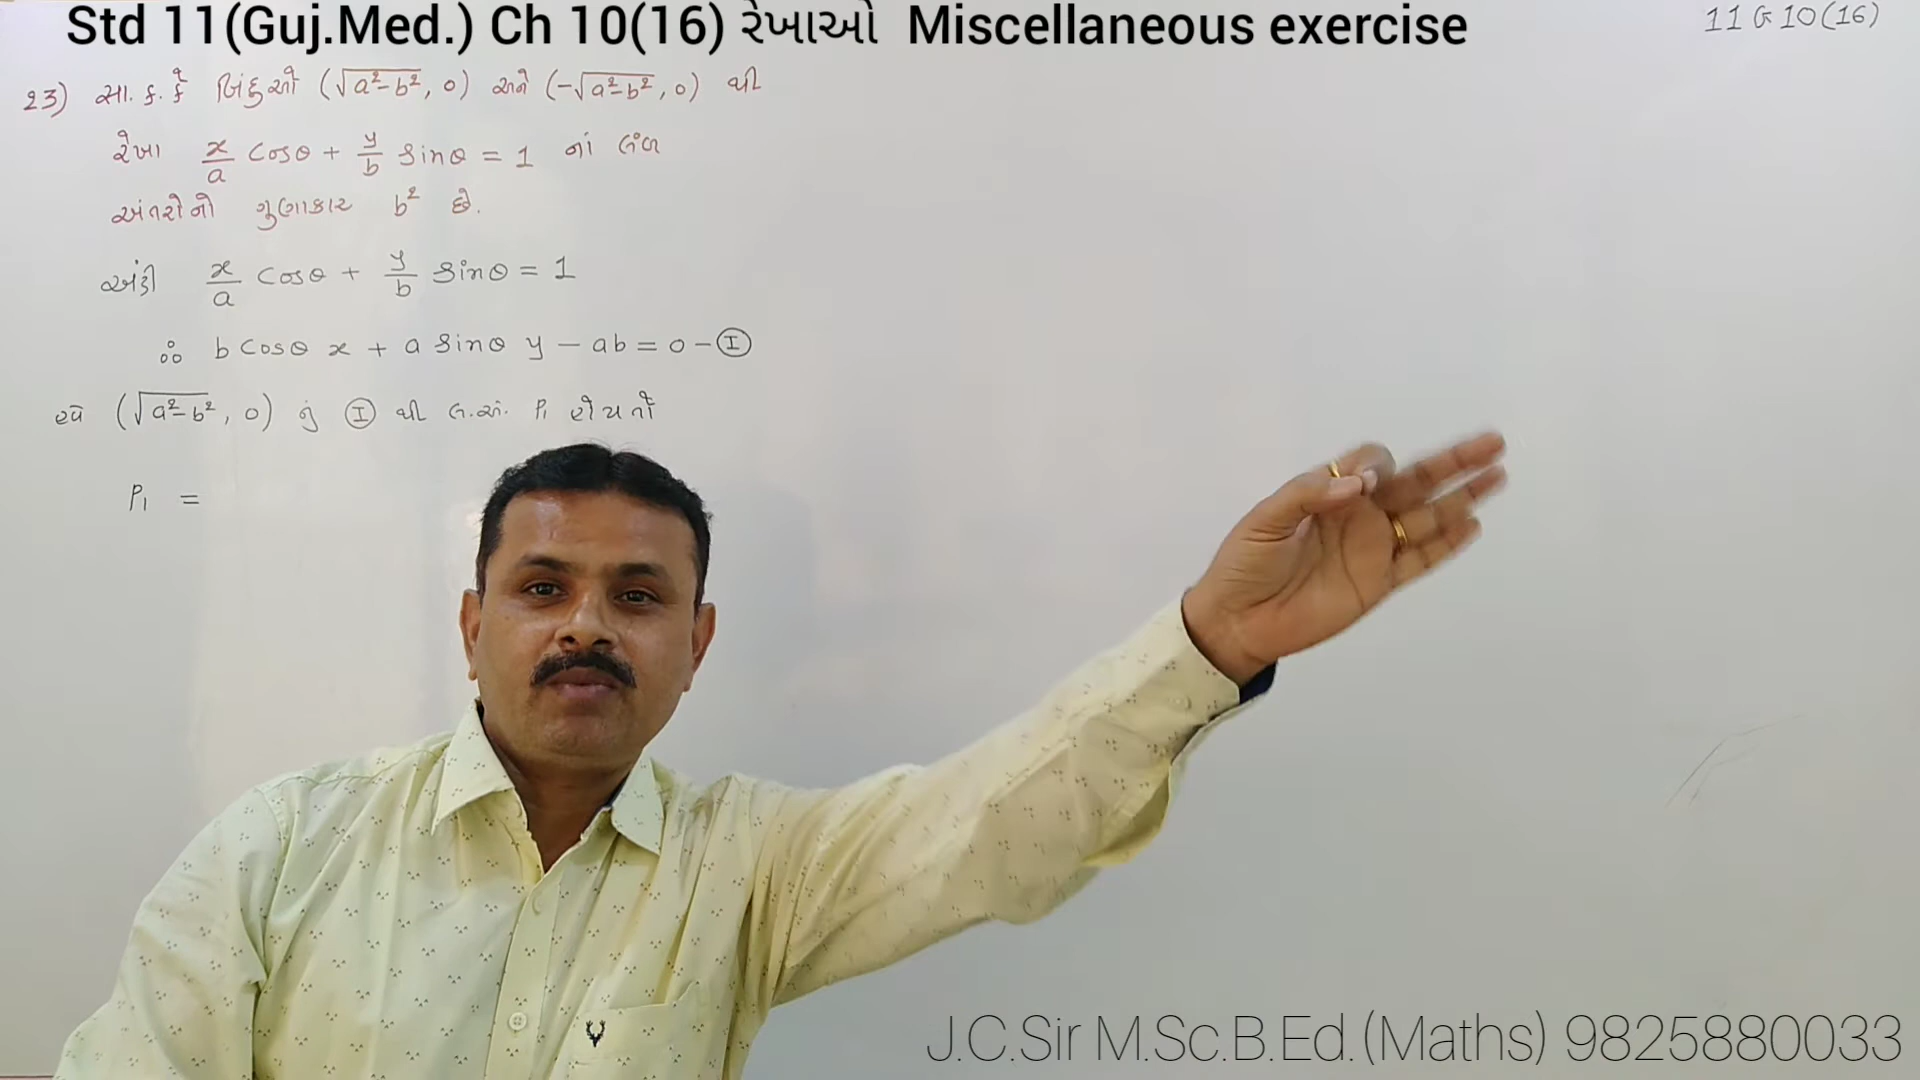 Std 11(Guj.Med.) Ch 10(16) રેખાઓ Miscellaneous exercise
11 G 10(16)
23) સા. કે. કે બિંદુઓ (√a²-b², 0) અને (-√a²-b², 0) થી
રેખા x/a Cosθ + y/b Sinθ = 1 નાં લંબ
અંતરોનો ગુણાકાર b² છે.
અહીં x/a Cosθ + y/b Sinθ = 1
∴ b Cosθ x + a Sinθ y - ab = 0 - Ⓘ
હવે (√a²-b², 0) નું Ⓘ થી લ.અં. P₁ હોય તો
P₁ =
J.C.Sir M.Sc.B.Ed.(Maths) 9825880033